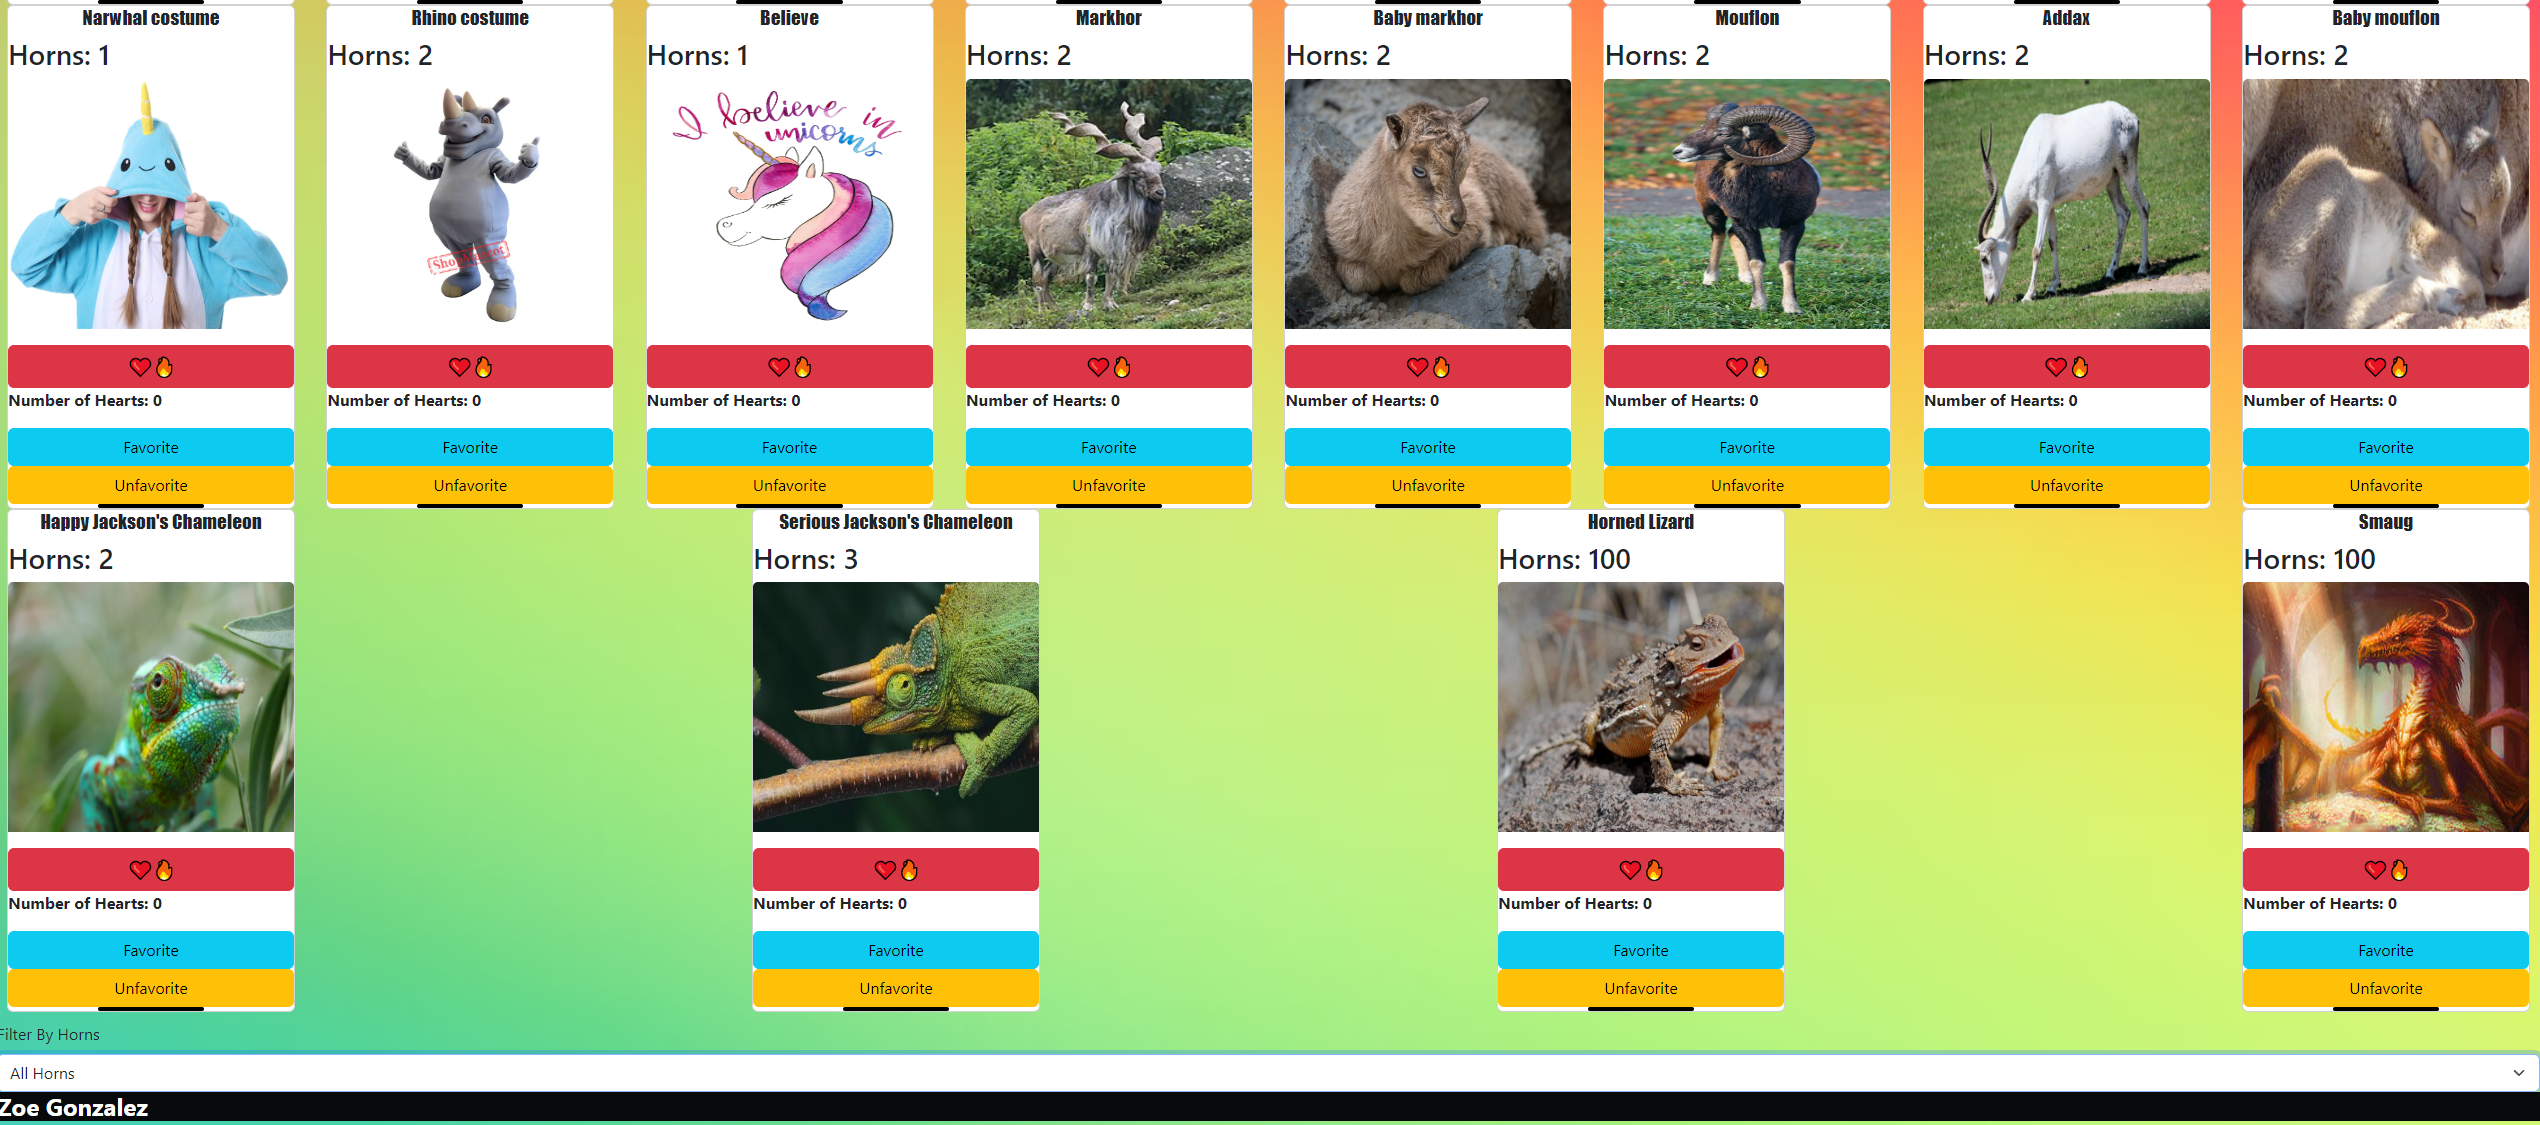 Narwhal costume
Horns: 1
Number of Hearts: 0
Favorite
Unfavorite
Rhino costume
Horns: 2
Number of Hearts: 0
Favorite
Unfavorite
Believe
Horns: 1
I believe in
unicorns
Number of Hearts: 0
Favorite
Unfavorite
Markhor
Horns: 2
Number of Hearts: 0
Favorite
Unfavorite
Baby markhor
Horns: 2
Number of Hearts: 0
Favorite
Unfavorite
Mouflon
Horns: 2
Number of Hearts: 0
Favorite
Unfavorite
Addax
Horns: 2
Number of Hearts: 0
Favorite
Unfavorite
Baby mouflon
Horns: 2
Number of Hearts: 0
Favorite
Unfavorite
Happy Jackson's Chameleon
Horns: 2
Number of Hearts: 0
Favorite
Unfavorite
Serious Jackson's Chameleon
Horns: 3
Number of Hearts: 0
Favorite
Unfavorite
Horned Lizard
Horns: 100
Number of Hearts: 0
Favorite
Unfavorite
Smaug
Horns: 100
Number of Hearts: 0
Favorite
Unfavorite
Filter By Horns
All Horns
Zoe Gonzalez